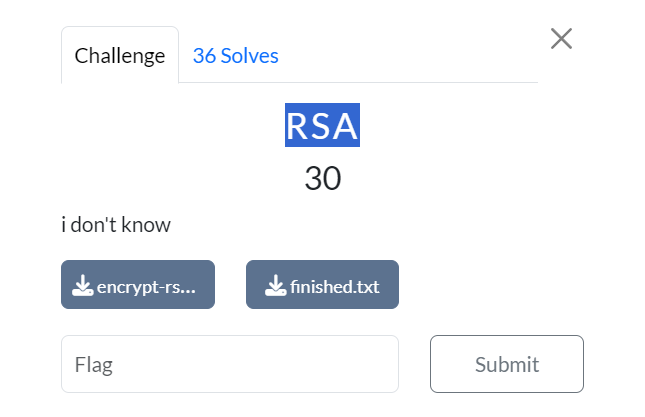 Challenge 36 Solves
RSA
30
i don't know
encrypt-rs... finished.txt
Flag Submit